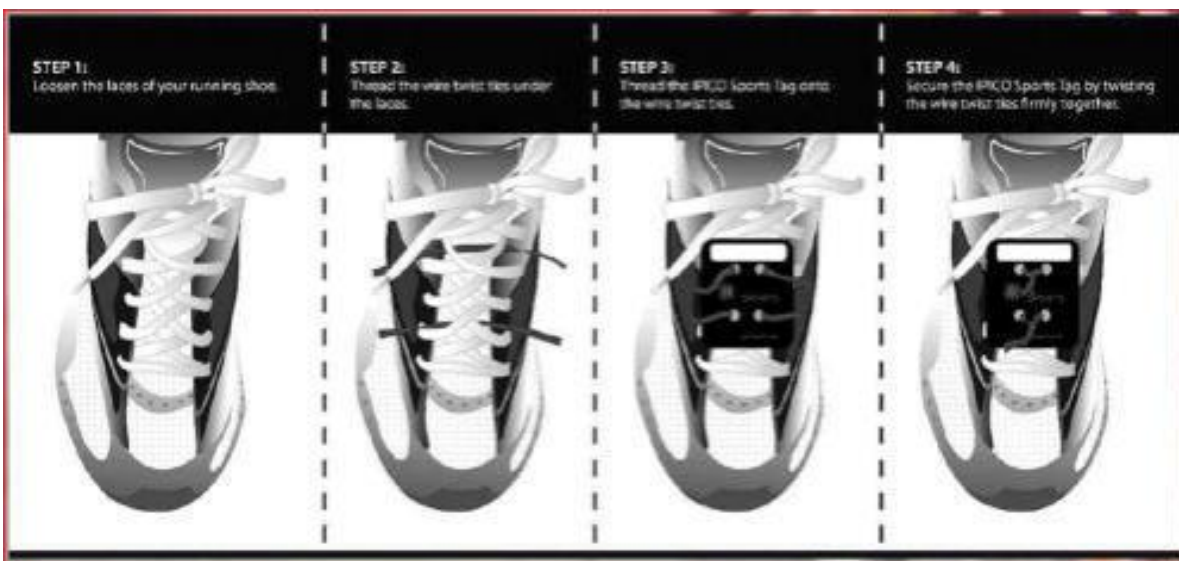 STEP 1:
Loosen the laces of your running shoe.
STEP 2:
Thread the wire twist ties under
the laces.
STEP 3:
Thread the IPICO Sports Tag onto
the wire twist ties.
STEP 4:
Secure the IPICO Sports Tag by twisting
the wire twist ties firmly together.
SPORTS
SPORTS